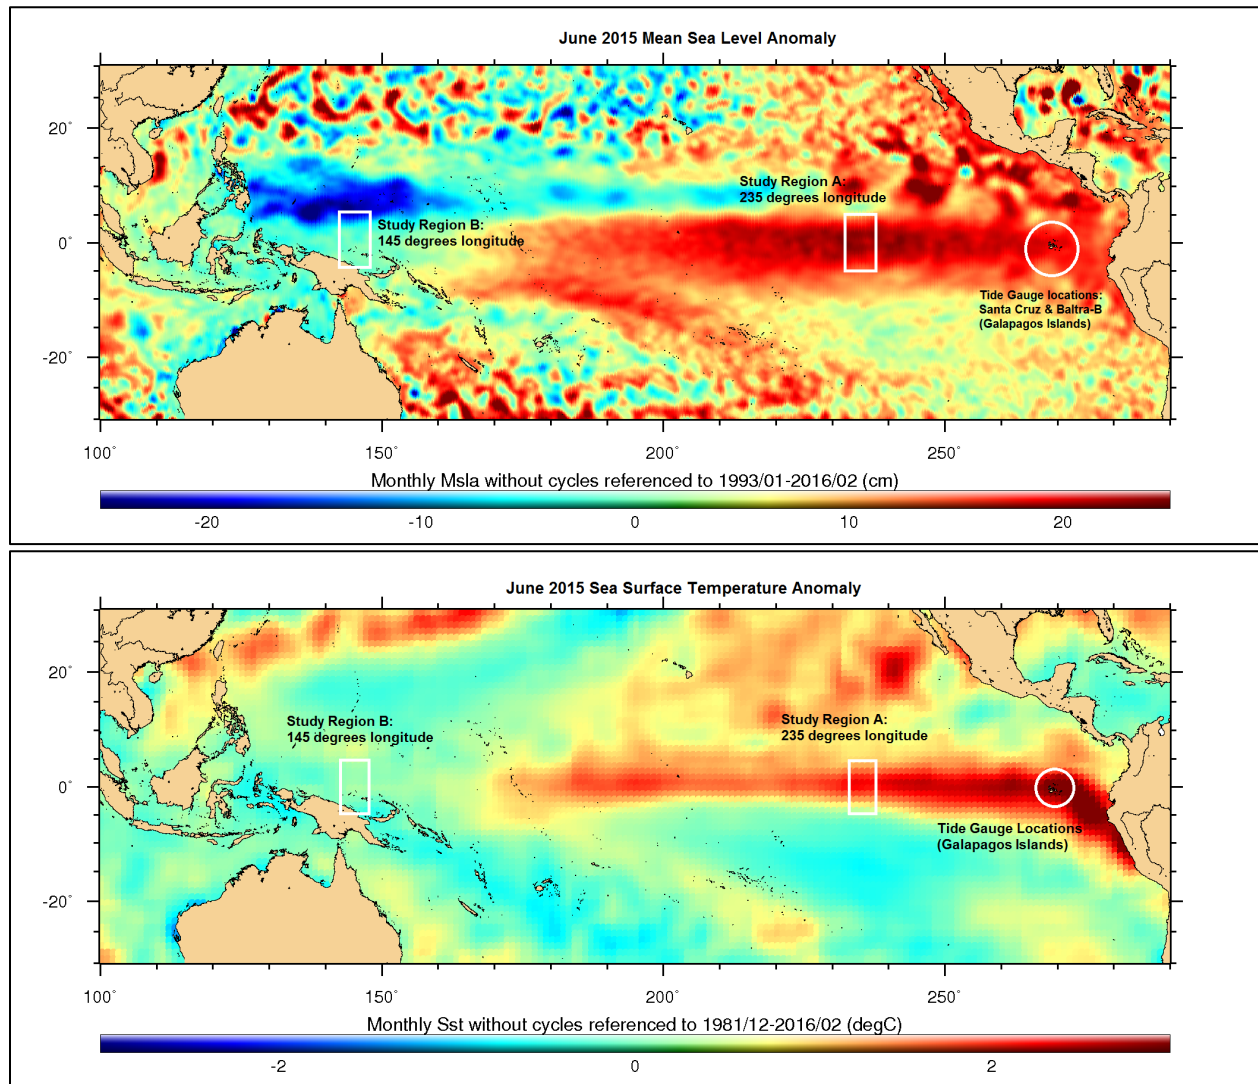 June 2015 Mean Sea Level Anomaly
20°
0°
-20°
Study Region A:
235 degrees longitude
Study Region B:
145 degrees longitude
Tide Gauge locations:
Santa Cruz & Baltra-B
(Galapagos Islands)
100° 150° 200° 250°
Monthly Msla without cycles referenced to 1993/01-2016/02 (cm)
-20 -10 0 10 20
June 2015 Sea Surface Temperature Anomaly
20°
0°
-20°
Study Region B:
145 degrees longitude
Study Region A:
235 degrees longitude
Tide Gauge Locations
(Galapagos Islands)
100° 150° 200° 250°
Monthly Sst without cycles referenced to 1981/12-2016/02 (degC)
-2 0 2